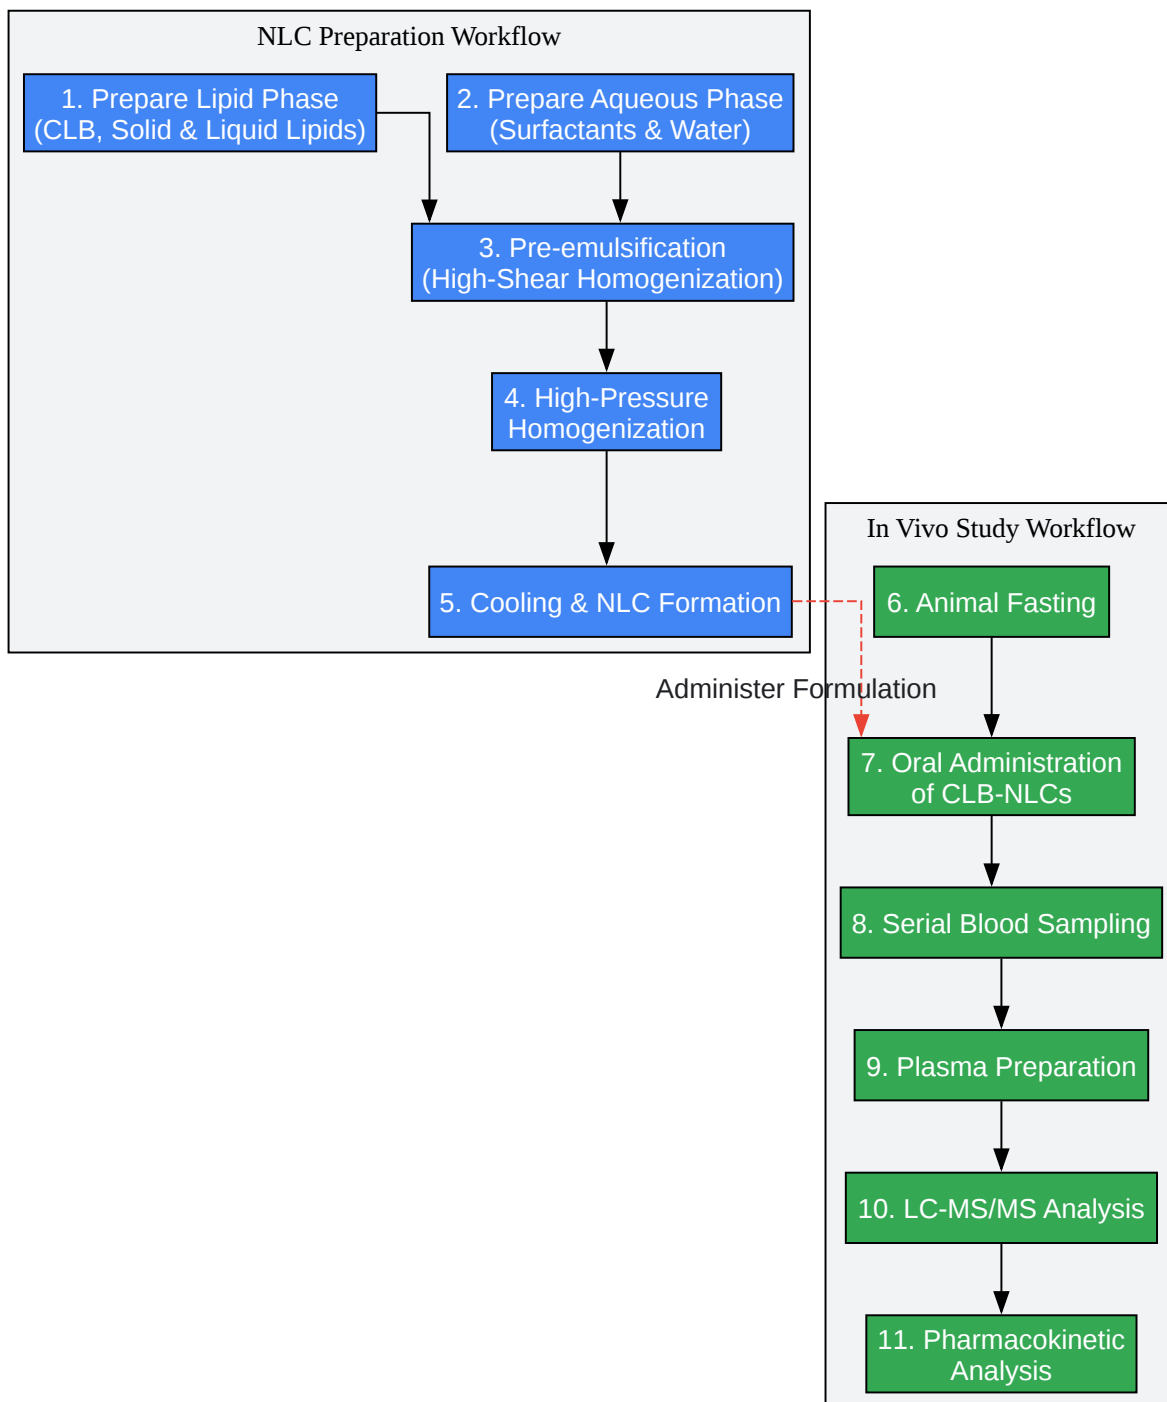 NLC Preparation Workflow
1. Prepare Lipid Phase
(CLB, Solid & Liquid Lipids)
2. Prepare Aqueous Phase
(Surfactants & Water)
3. Pre-emulsification
(High-Shear Homogenization)
4. High-Pressure
Homogenization
5. Cooling & NLC Formation
Administer Formulation
In Vivo Study Workflow
6. Animal Fasting
7. Oral Administration
of CLB-NLCs
8. Serial Blood Sampling
9. Plasma Preparation
10. LC-MS/MS Analysis
11. Pharmacokinetic
Analysis